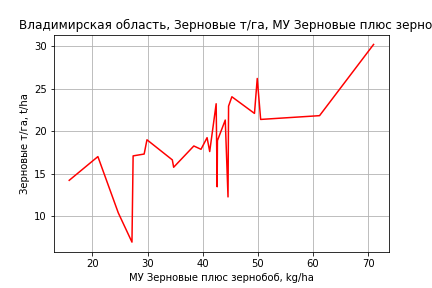 Владимирская область, Зерновые т/га, МУ Зерновые плюс зерно
30
25
20
15
10
Зерновые т/га, t/ha
20 30 40 50 60 70
МУ Зерновые плюс зернобоб, kg/ha